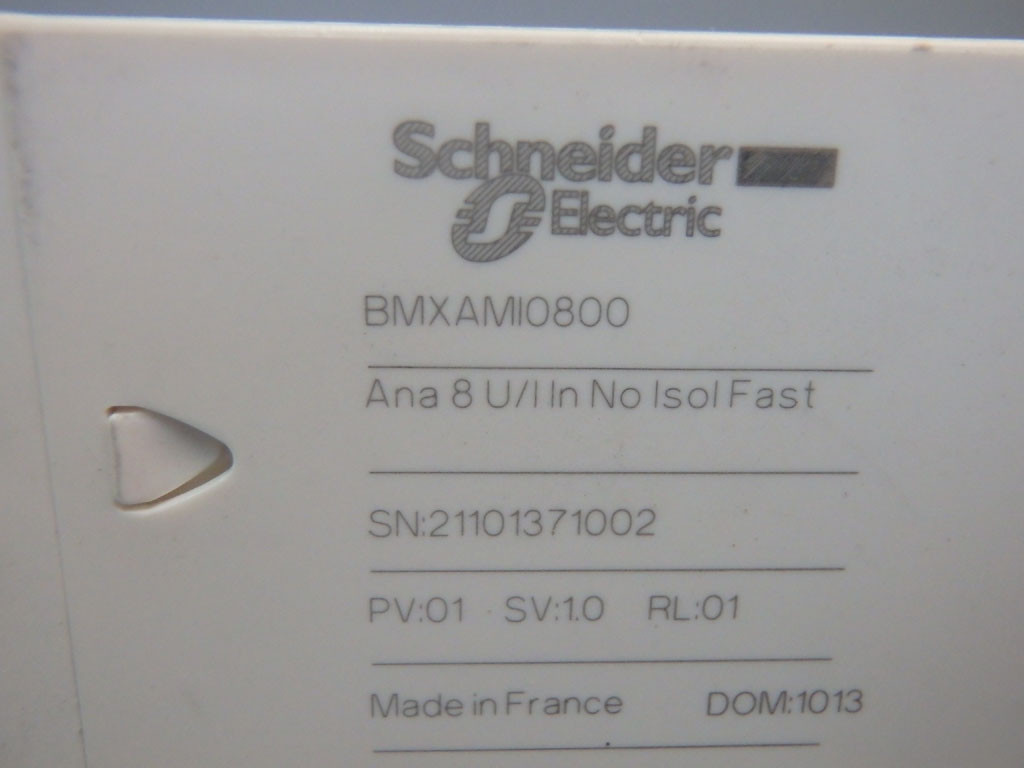 Schneider
Electric
BMXAMI0800
Ana 8 U/I In No Isol Fast
SN:21101371002
PV:01 SV:1.0 RL:01
Made in France DOM:1013